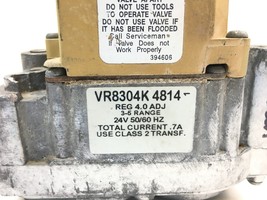 DO NOT USE TOOLS
TO OPERATE VALVE
DO NOT USE VALVE IF
IT HAS BEEN FLOODED
Call Serviceman
If Valve Does not
Work Properly
394606
VR8304K 4814
REG 4.0 ADJ
3-5 RANGE
24V 50/60 HZ
TOTAL CURRENT .7A
USE CLASS 2 TRANSF.